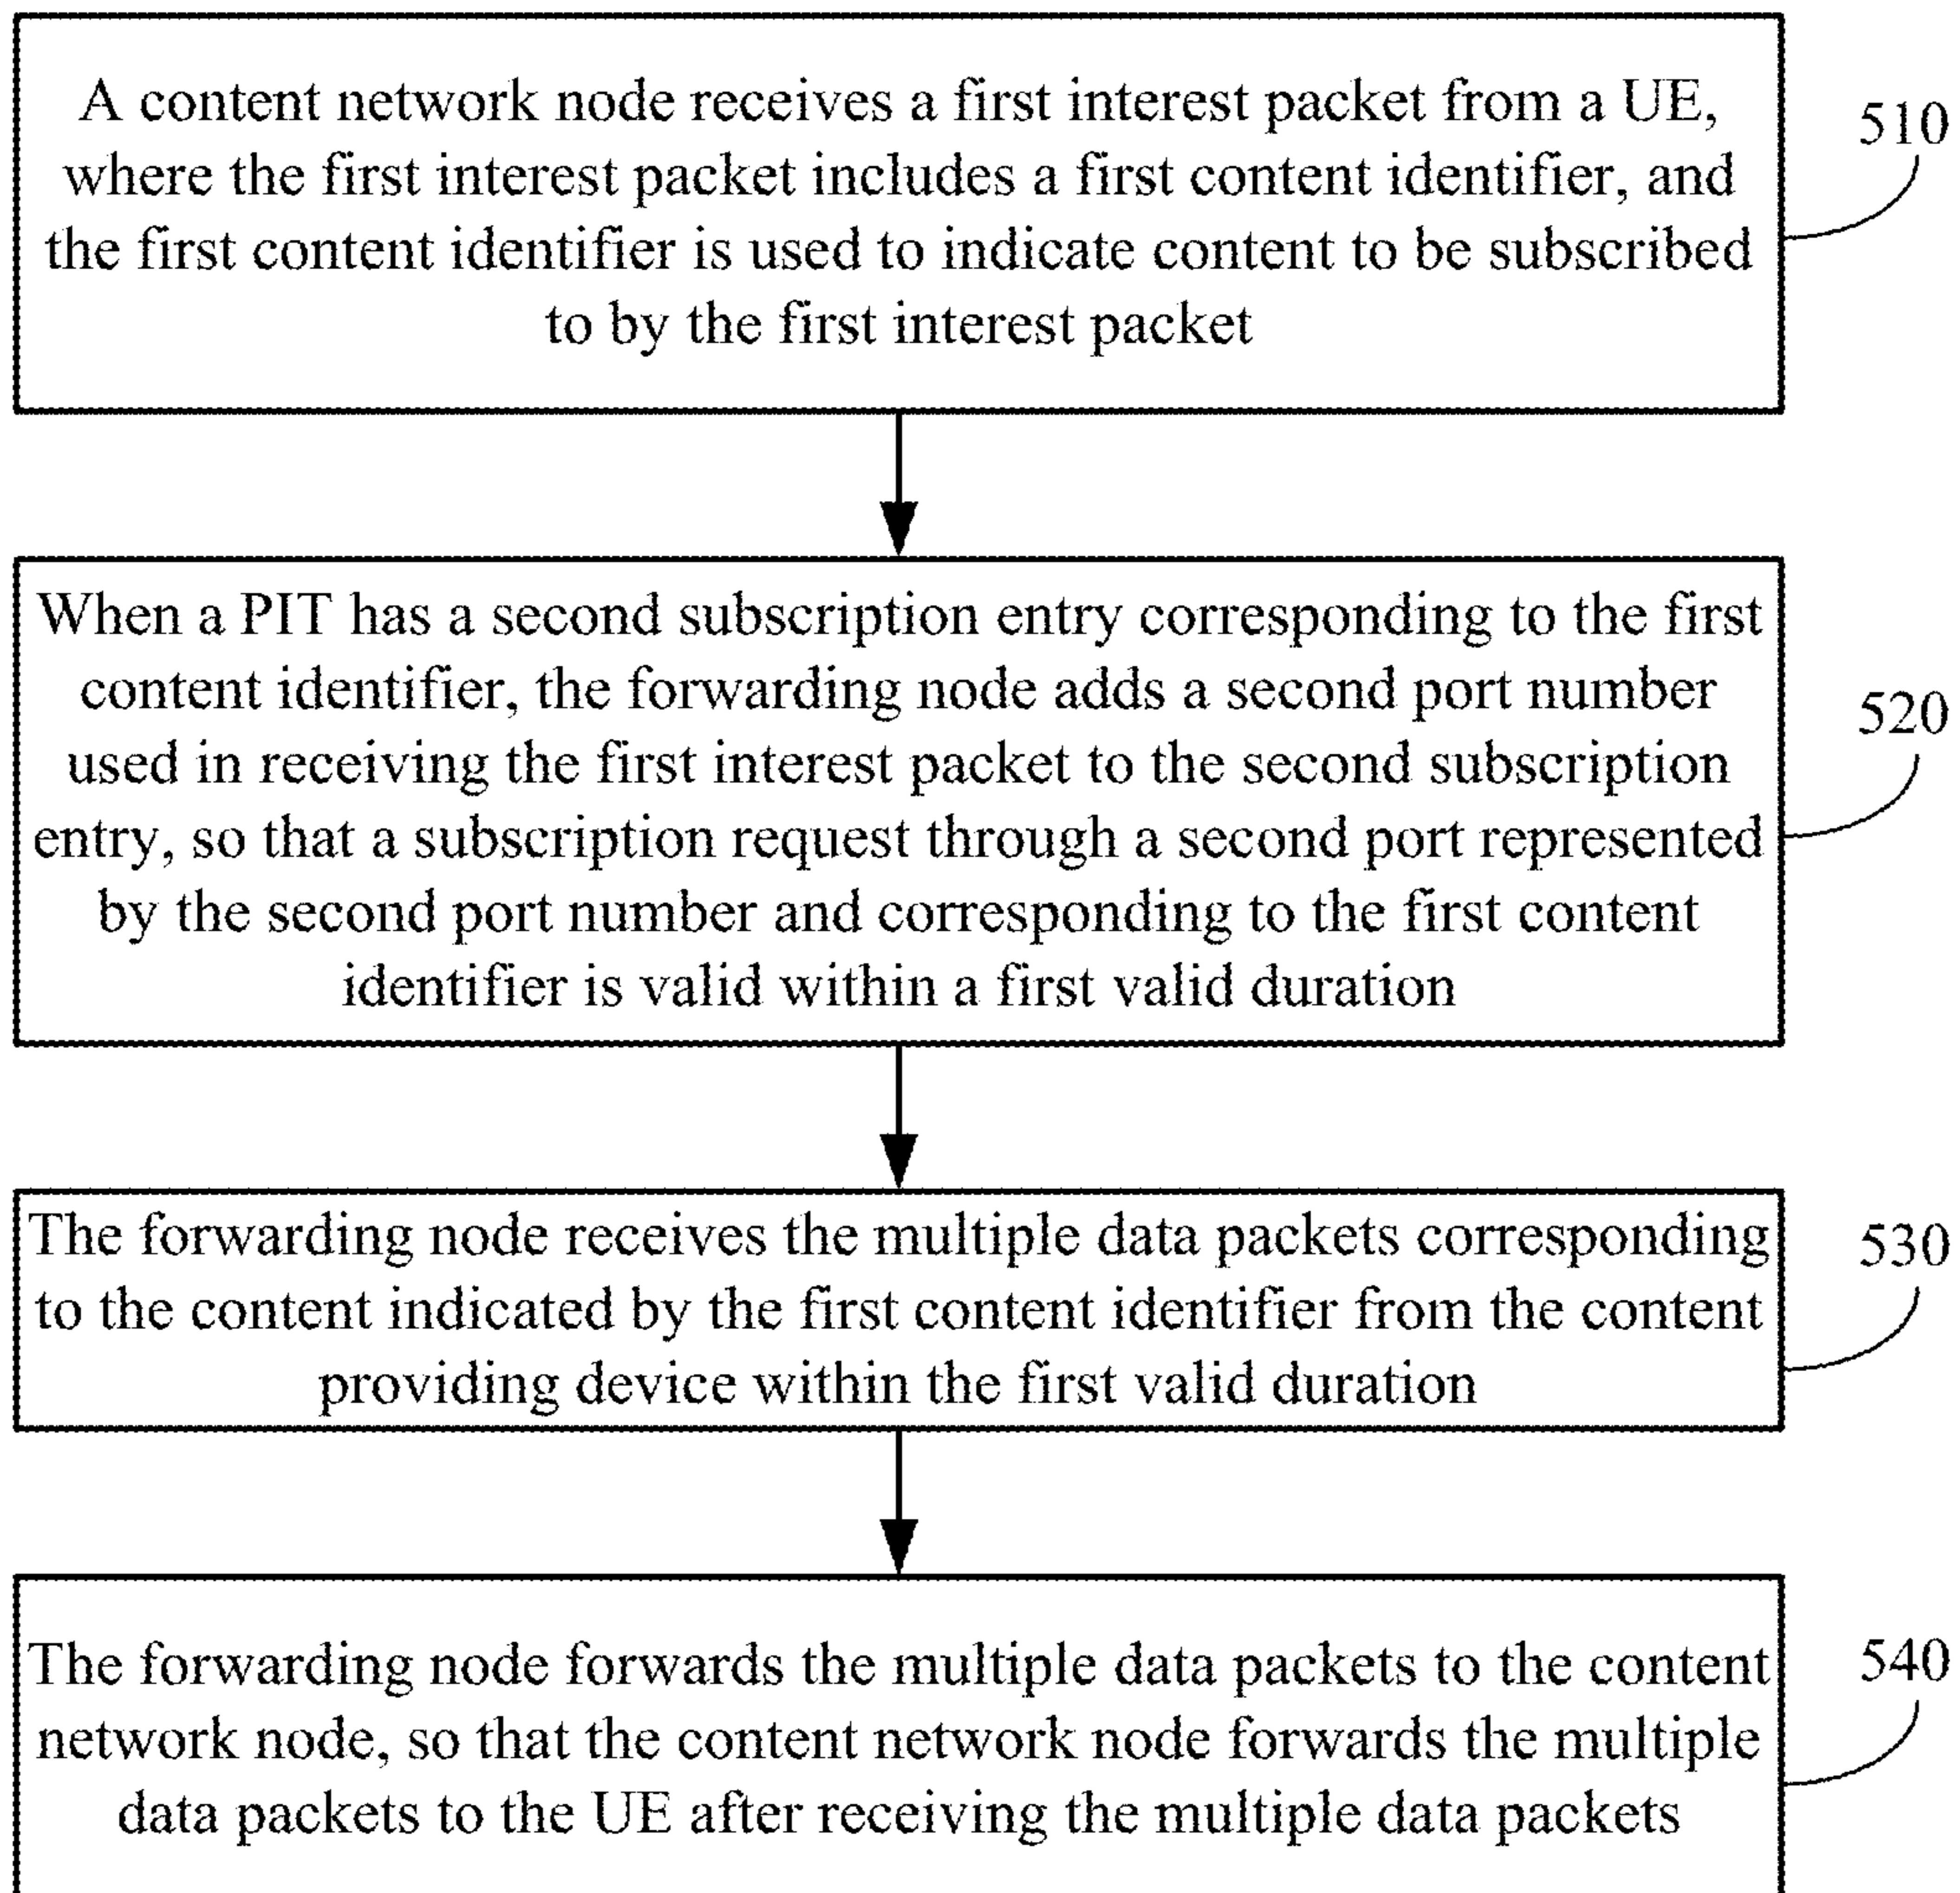 A content network node receives a first interest packet from a UE,
where the first interest packet includes a first content identifier, and
the first content identifier is used to indicate content to be subscribed
to by the first interest packet
510
When a PIT has a second subscription entry corresponding to the first
content identifier, the forwarding node adds a second port number
used in receiving the first interest packet to the second subscription
entry, so that a subscription request through a second port represented
by the second port number and corresponding to the first content
identifier is valid within a first valid duration
520
The forwarding node receives the multiple data packets corresponding
to the content indicated by the first content identifier from the content
providing device within the first valid duration
530
The forwarding node forwards the multiple data packets to the content
network node, so that the content network node forwards the multiple
data packets to the UE after receiving the multiple data packets
540